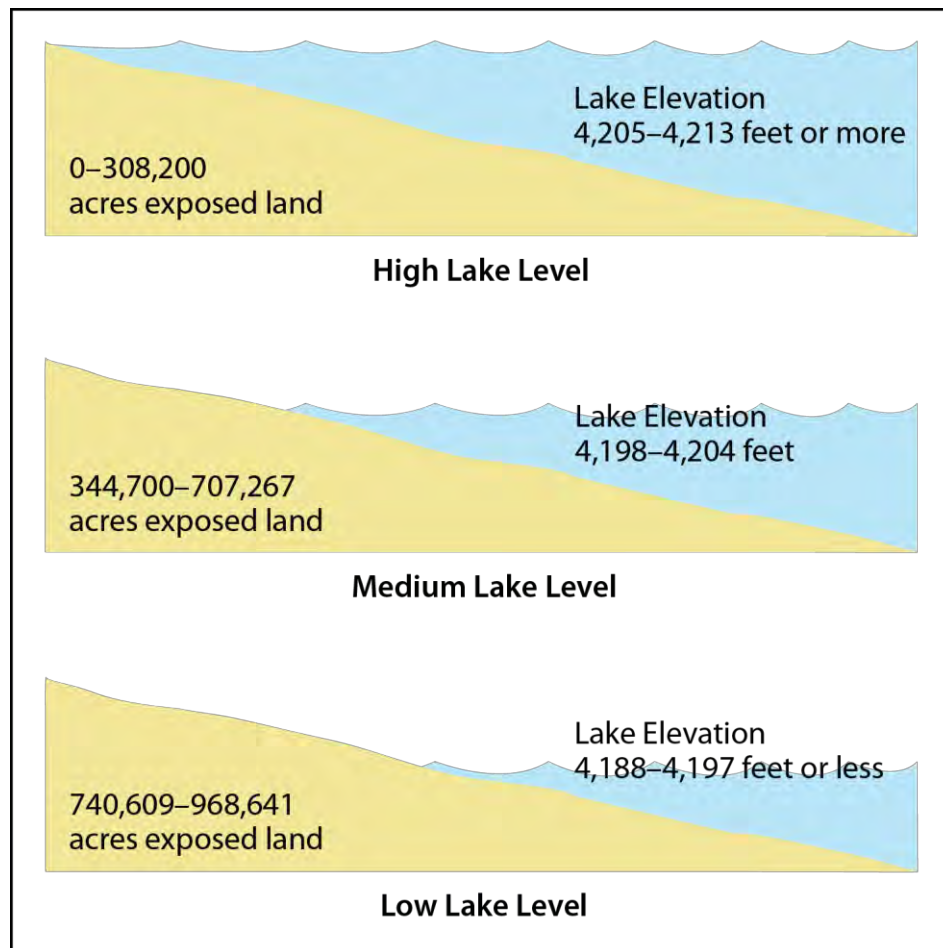 Lake Elevation
4,205–4,213 feet or more
0–308,200
acres exposed land
High Lake Level
Lake Elevation
4,198–4,204 feet
344,700–707,267
acres exposed land
Medium Lake Level
Lake Elevation
4,188–4,197 feet or less
740,609–968,641
acres exposed land
Low Lake Level